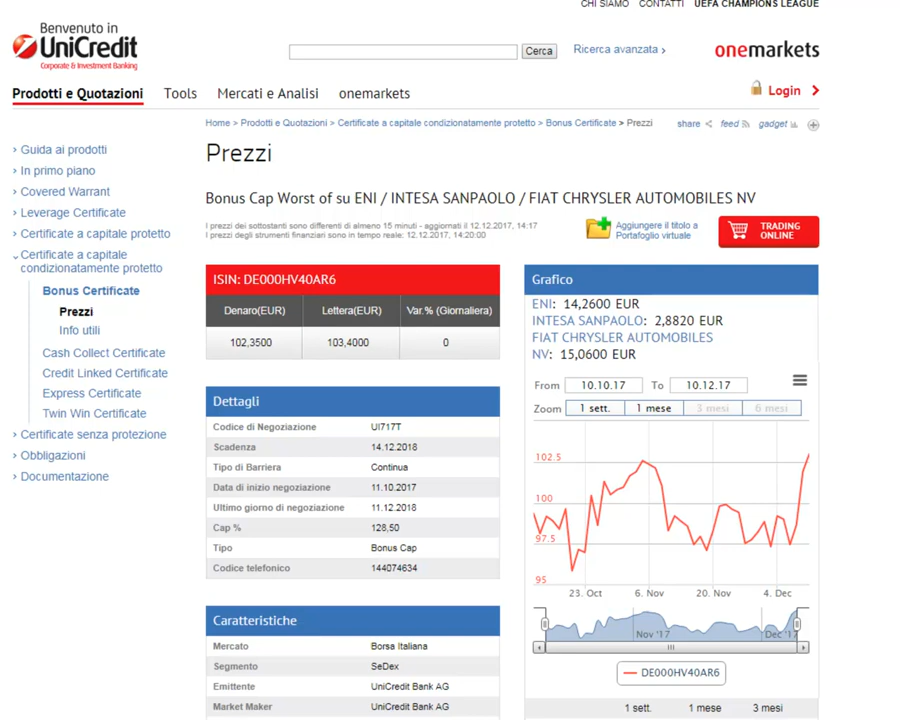 CHI SIAMO CONTATTI UEFA CHAMPIONS LEAGUE
Benvenuto in
UniCredit
Corporate & Investment Banking
Cerca
Ricerca avanzata ›
onemarkets
Prodotti e Quotazioni Tools Mercati e Analisi onemarkets
Login
Home > Prodotti e Quotazioni > Certificate a capitale condizionatamente protetto > Bonus Certificate > Prezzi
share feed gadget
Prezzi
Bonus Cap Worst of su ENI / INTESA SANPAOLO / FIAT CHRYSLER AUTOMOBILES NV
I prezzi dei sottostanti sono differiti di almeno 15 minuti - aggiornati il 12.12.2017, 14:17
I prezzi degli strumenti finanziari sono in tempo reale: 12.12.2017, 14:20:00
Aggiungere il titolo a
Portafoglio virtuale
TRADING
ONLINE
› Guida ai prodotti
› In primo piano
› Covered Warrant
› Leverage Certificate
› Certificate a capitale protetto
Certificate a capitale
condizionatamente protetto
Bonus Certificate
Prezzi
Info utili
Cash Collect Certificate
Credit Linked Certificate
Express Certificate
Twin Win Certificate
› Certificate senza protezione
› Obbligazioni
› Documentazione
ISIN: DE000HV40AR6
Denaro(EUR) Lettera(EUR) Var.% (Giornaliera)
102,3500 103,4000 0
Dettagli
Codice di Negoziazione UI717T
Scadenza 14.12.2018
Tipo di Barriera Continua
Data di inizio negoziazione 11.10.2017
Ultimo giorno di negoziazione 11.12.2018
Cap % 128,50
Tipo Bonus Cap
Codice telefonico 144074634
Caratteristiche
Mercato Borsa Italiana
Segmento SeDex
Emittente UniCredit Bank AG
Market Maker UniCredit Bank AG
Grafico
ENI: 14,2600 EUR
INTESA SANPAOLO: 2,8820 EUR
FIAT CHRYSLER AUTOMOBILES
NV: 15,0600 EUR
From 10.10.17 To 10.12.17
Zoom 1 sett. 1 mese 3 mesi 6 mesi
102.5
100
97.5
95
23. Oct 6. Nov 20. Nov 4. Dec
Nov '17 Dec '17
DE000HV40AR6
1 sett. 1 mese 3 mesi